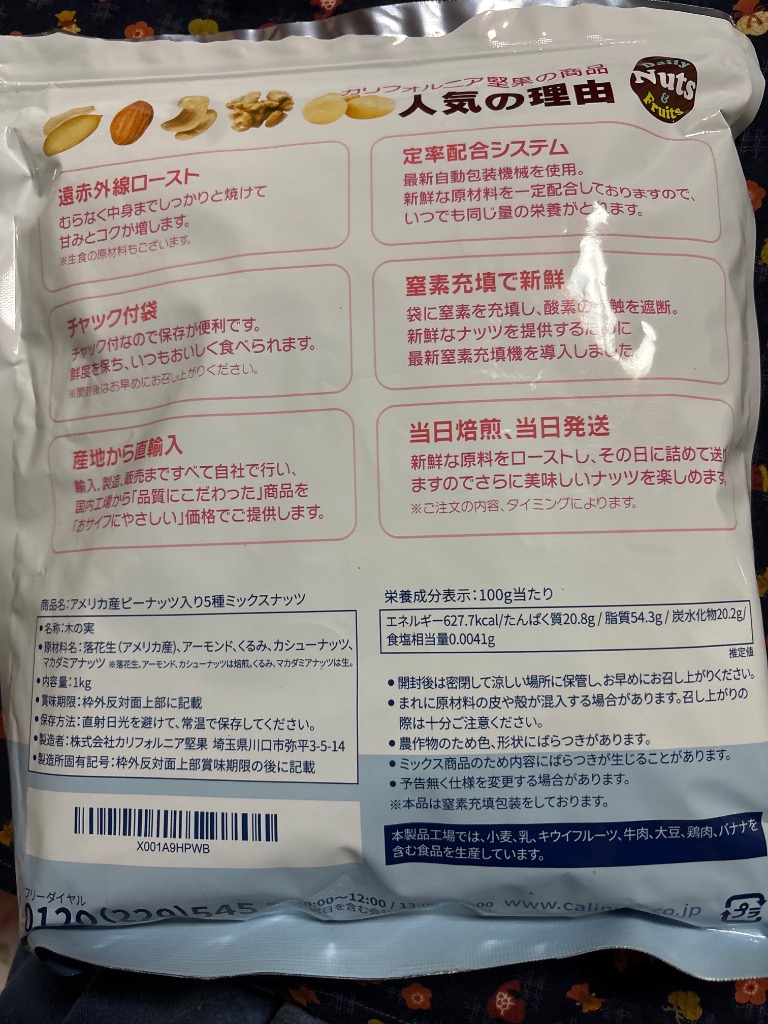 カリフォルニア堅果の商品
人気の理由
Daily
Nuts
&
Fruits
遠赤外線ロースト
むらなく中身までしっかりと焼けて
甘みとコクが増します。
※生食の原材料もございます。
定率配合システム
最新自動包装機械を使用。
新鮮な原材料を一定配合しておりますので、
いつでも同じ量の栄養がとれます。
チャック付袋
チャック付なので保存が便利です。
鮮度を保ち、いつもおいしく食べられます。
※開封後はお早めにお召し上がりください。
窒素充填で新鮮
袋に窒素を充填し、酸素の 触を遮断。
新鮮なナッツを提供するために
最新窒素充填機を導入しました
産地から直輸入
輸入、製造、販売まですべて自社で行い、
国内工場から「品質にこだわった」商品を
「おサイフにやさしい」価格でご提供します。
当日焙煎、当日発送
新鮮な原料をローストし、その日に詰めて送
ますのでさらに美味しいナッツを楽しめます
※ご注文の内容、タイミングによります。
商品名:アメリカ産ピーナッツ入り5種ミックスナッツ
•名称:木の実
•原材料名:落花生(アメリカ産)、アーモンド、くるみ、カシューナッツ、
マカダミアナッツ ※落花生、アーモンド、カシューナッツは焙煎。くるみ、マカダミアナッツは生。
•内容量:1kg
•賞味期限:枠外反対面上部に記載
•保存方法:直射日光を避けて、常温で保存してください。
•製造者:株式会社カリフォルニア堅果 埼玉県川口市弥平3-5-14
•製造所固有記号:枠外反対面上部賞味期限の後に記載
X001A9HPWB
栄養成分表示:100g当たり
エネルギー627.7kcal/たんぱく質20.8g/脂質54.3g/炭水化物20.2g/
食塩相当量0.0041g
推定値
•開封後は密閉して涼しい場所に保管し、お早めにお召し上がりください。
•まれに原材料の皮や殻が混入する場合があります。召し上がりの
際は十分ご注意ください。
•農作物のため色、形状にばらつきがあります。
•ミックス商品のため内容にばらつきが生じることがあります。
•予告無く仕様を変更する場合があります。
※本品は窒素充填包装をしております。
本製品工場では、小麦、乳、キウイフルーツ、牛肉、大豆、鶏肉、バナナを
含む食品を生産しています。
フリーダイヤル
0120(229)545
:00〜12:00 / 13
日を含む会
www.cali
co.jp
プラ